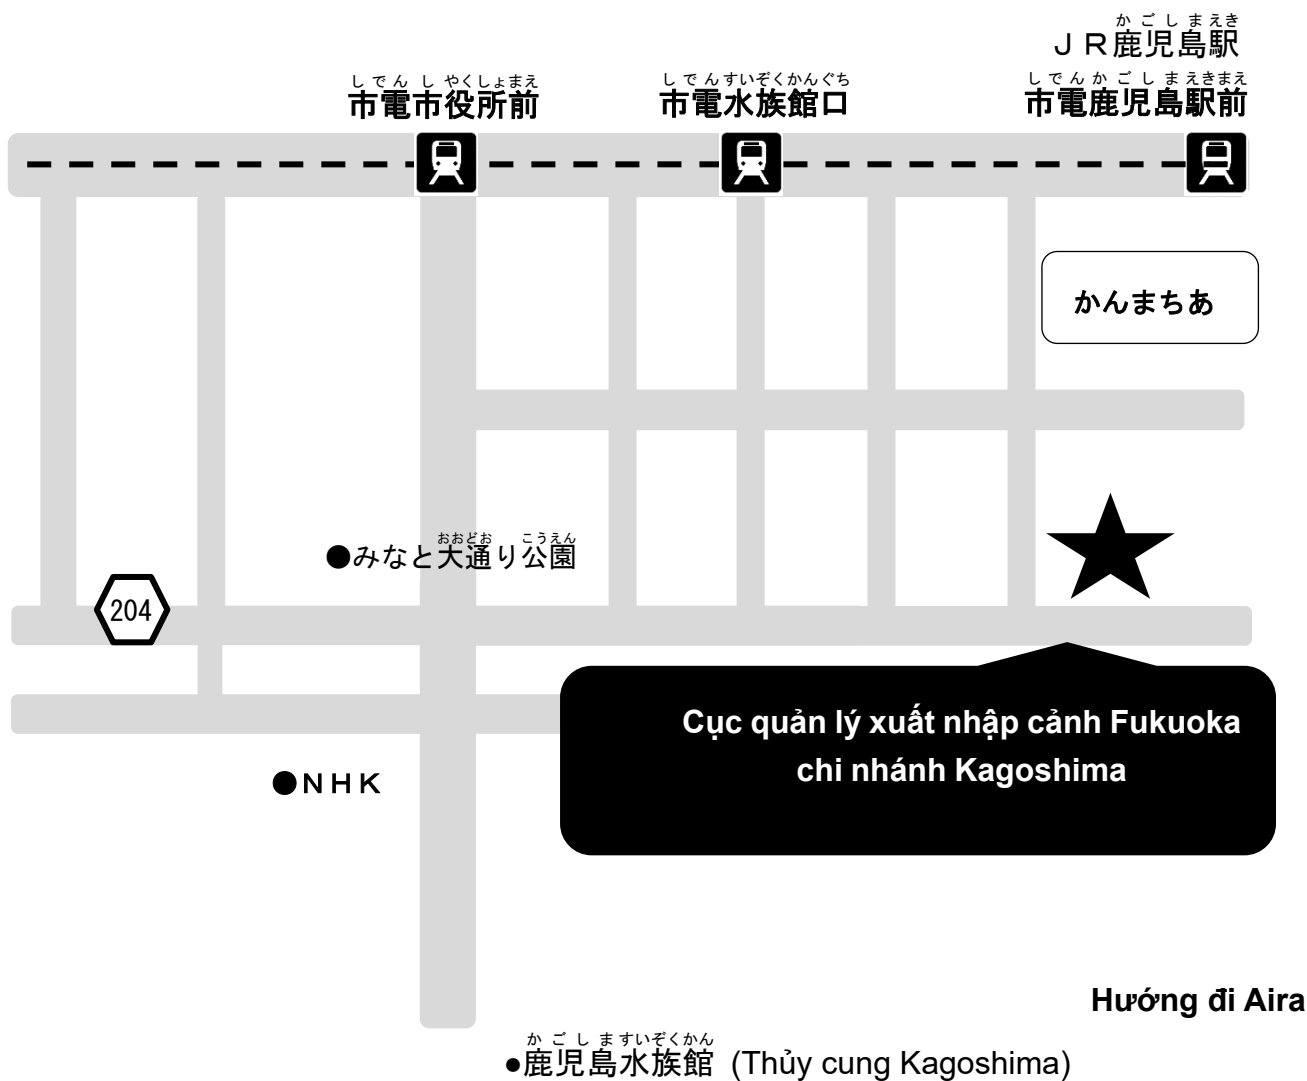 かごしまえき
ＪＲ鹿児島駅
しでんしやくしょまえ
市電市役所前
しでんすいぞくかんぐち
市電水族館口
しでんかごしまえきまえ
市電鹿児島駅前
かんまちあ
おおどお こうえん
●みなと大通り公園
204
Cục quản lý xuất nhập cảnh Fukuoka
chi nhánh Kagoshima
●ＮＨＫ
Hướng đi Aira
かごしますいぞくかん
●鹿児島水族館 (Thủy cung Kagoshima)